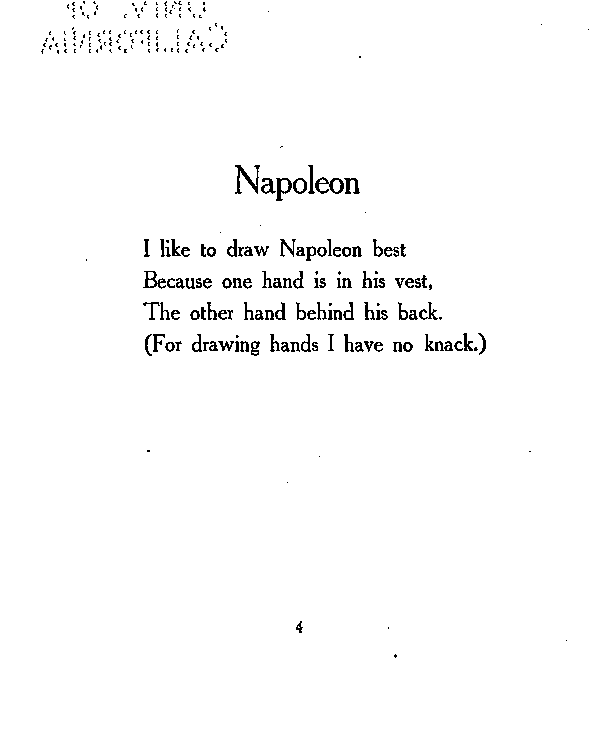 UNIV. OF
CALIFORNIA
Napoleon
I like to draw Napoleon best
Because one hand is in his vest,
The other hand behind his back.
(For drawing hands I have no knack.)
4